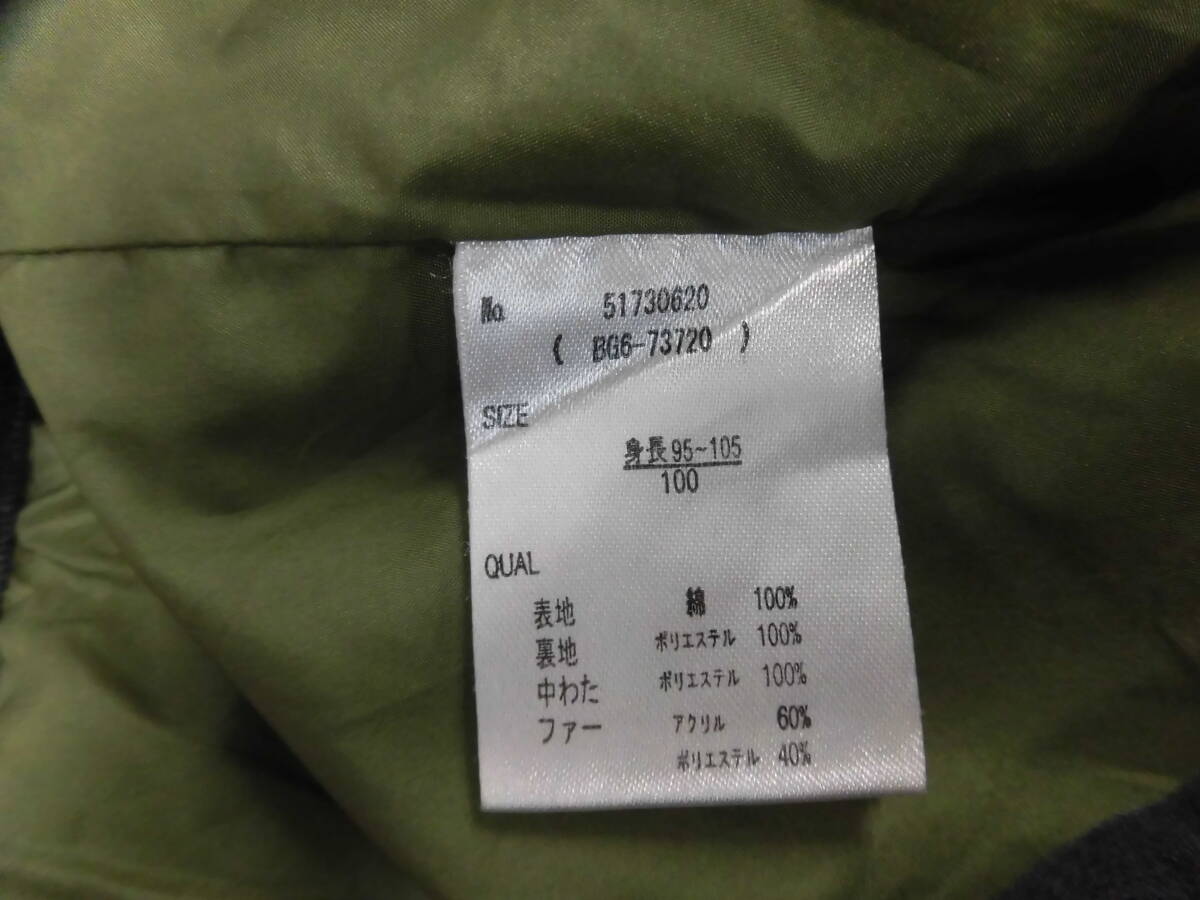 No 51730620
( BG6-73720 )
SIZE
身長95~105
100
QUAL
表地 綿 100%
裏地 ポリエステル 100%
中わた ポリエステル 100%
ファー アクリル 60%
ポリエステル 40%